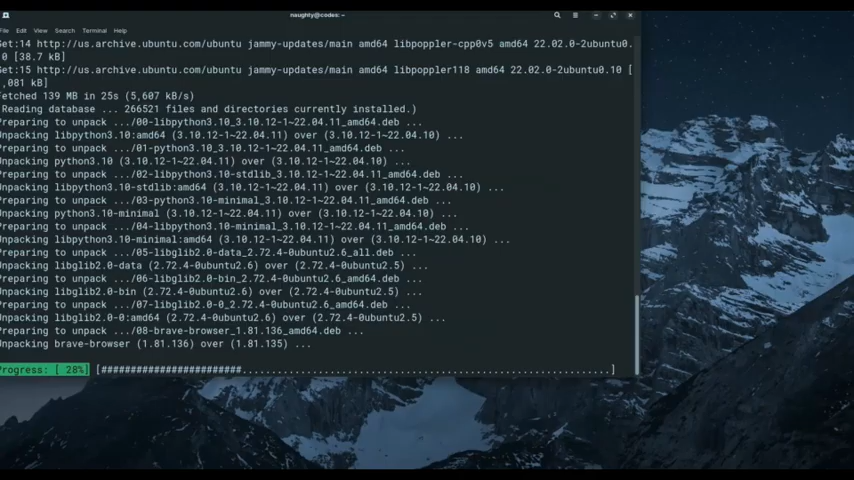 naughty@codes: ~
File Edit View Search Terminal Help
Get:14 http://us.archive.ubuntu.com/ubuntu jammy-updates/main amd64 libpoppler-cpp0v5 amd64 22.02.0-2ubuntu0.
0 [38.7 kB]
Get:15 http://us.archive.ubuntu.com/ubuntu jammy-updates/main amd64 libpoppler118 amd64 22.02.0-2ubuntu0.10 [
,081 kB]
Fetched 139 MB in 25s (5,607 kB/s)
(Reading database ... 266521 files and directories currently installed.)
Preparing to unpack .../00-libpython3.10_3.10.12-1~22.04.11_amd64.deb ...
Unpacking libpython3.10:amd64 (3.10.12-1~22.04.11) over (3.10.12-1~22.04.10) ...
Preparing to unpack .../01-python3.10_3.10.12-1~22.04.11_amd64.deb ...
Unpacking python3.10 (3.10.12-1~22.04.11) over (3.10.12-1~22.04.10) ...
Preparing to unpack .../02-libpython3.10-stdlib_3.10.12-1~22.04.11_amd64.deb ...
Unpacking libpython3.10-stdlib:amd64 (3.10.12-1~22.04.11) over (3.10.12-1~22.04.10) ...
Preparing to unpack .../03-python3.10-minimal_3.10.12-1~22.04.11_amd64.deb ...
Unpacking python3.10-minimal (3.10.12-1~22.04.11) over (3.10.12-1~22.04.10) ...
Preparing to unpack .../04-libpython3.10-minimal_3.10.12-1~22.04.11_amd64.deb ...
Unpacking libpython3.10-minimal:amd64 (3.10.12-1~22.04.11) over (3.10.12-1~22.04.10) ...
Preparing to unpack .../05-libglib2.0-data_2.72.4-0ubuntu2.6_all.deb ...
Unpacking libglib2.0-data (2.72.4-0ubuntu2.6) over (2.72.4-0ubuntu2.5) ...
Preparing to unpack .../06-libglib2.0-bin_2.72.4-0ubuntu2.6_amd64.deb ...
Unpacking libglib2.0-bin (2.72.4-0ubuntu2.6) over (2.72.4-0ubuntu2.5) ...
Preparing to unpack .../07-libglib2.0-0_2.72.4-0ubuntu2.6_amd64.deb ...
Unpacking libglib2.0-0:amd64 (2.72.4-0ubuntu2.6) over (2.72.4-0ubuntu2.5) ...
Preparing to unpack .../08-brave-browser_1.81.136_amd64.deb ...
Unpacking brave-browser (1.81.136) over (1.81.135) ...
Progress: [ 28%] [########################...............................................................]